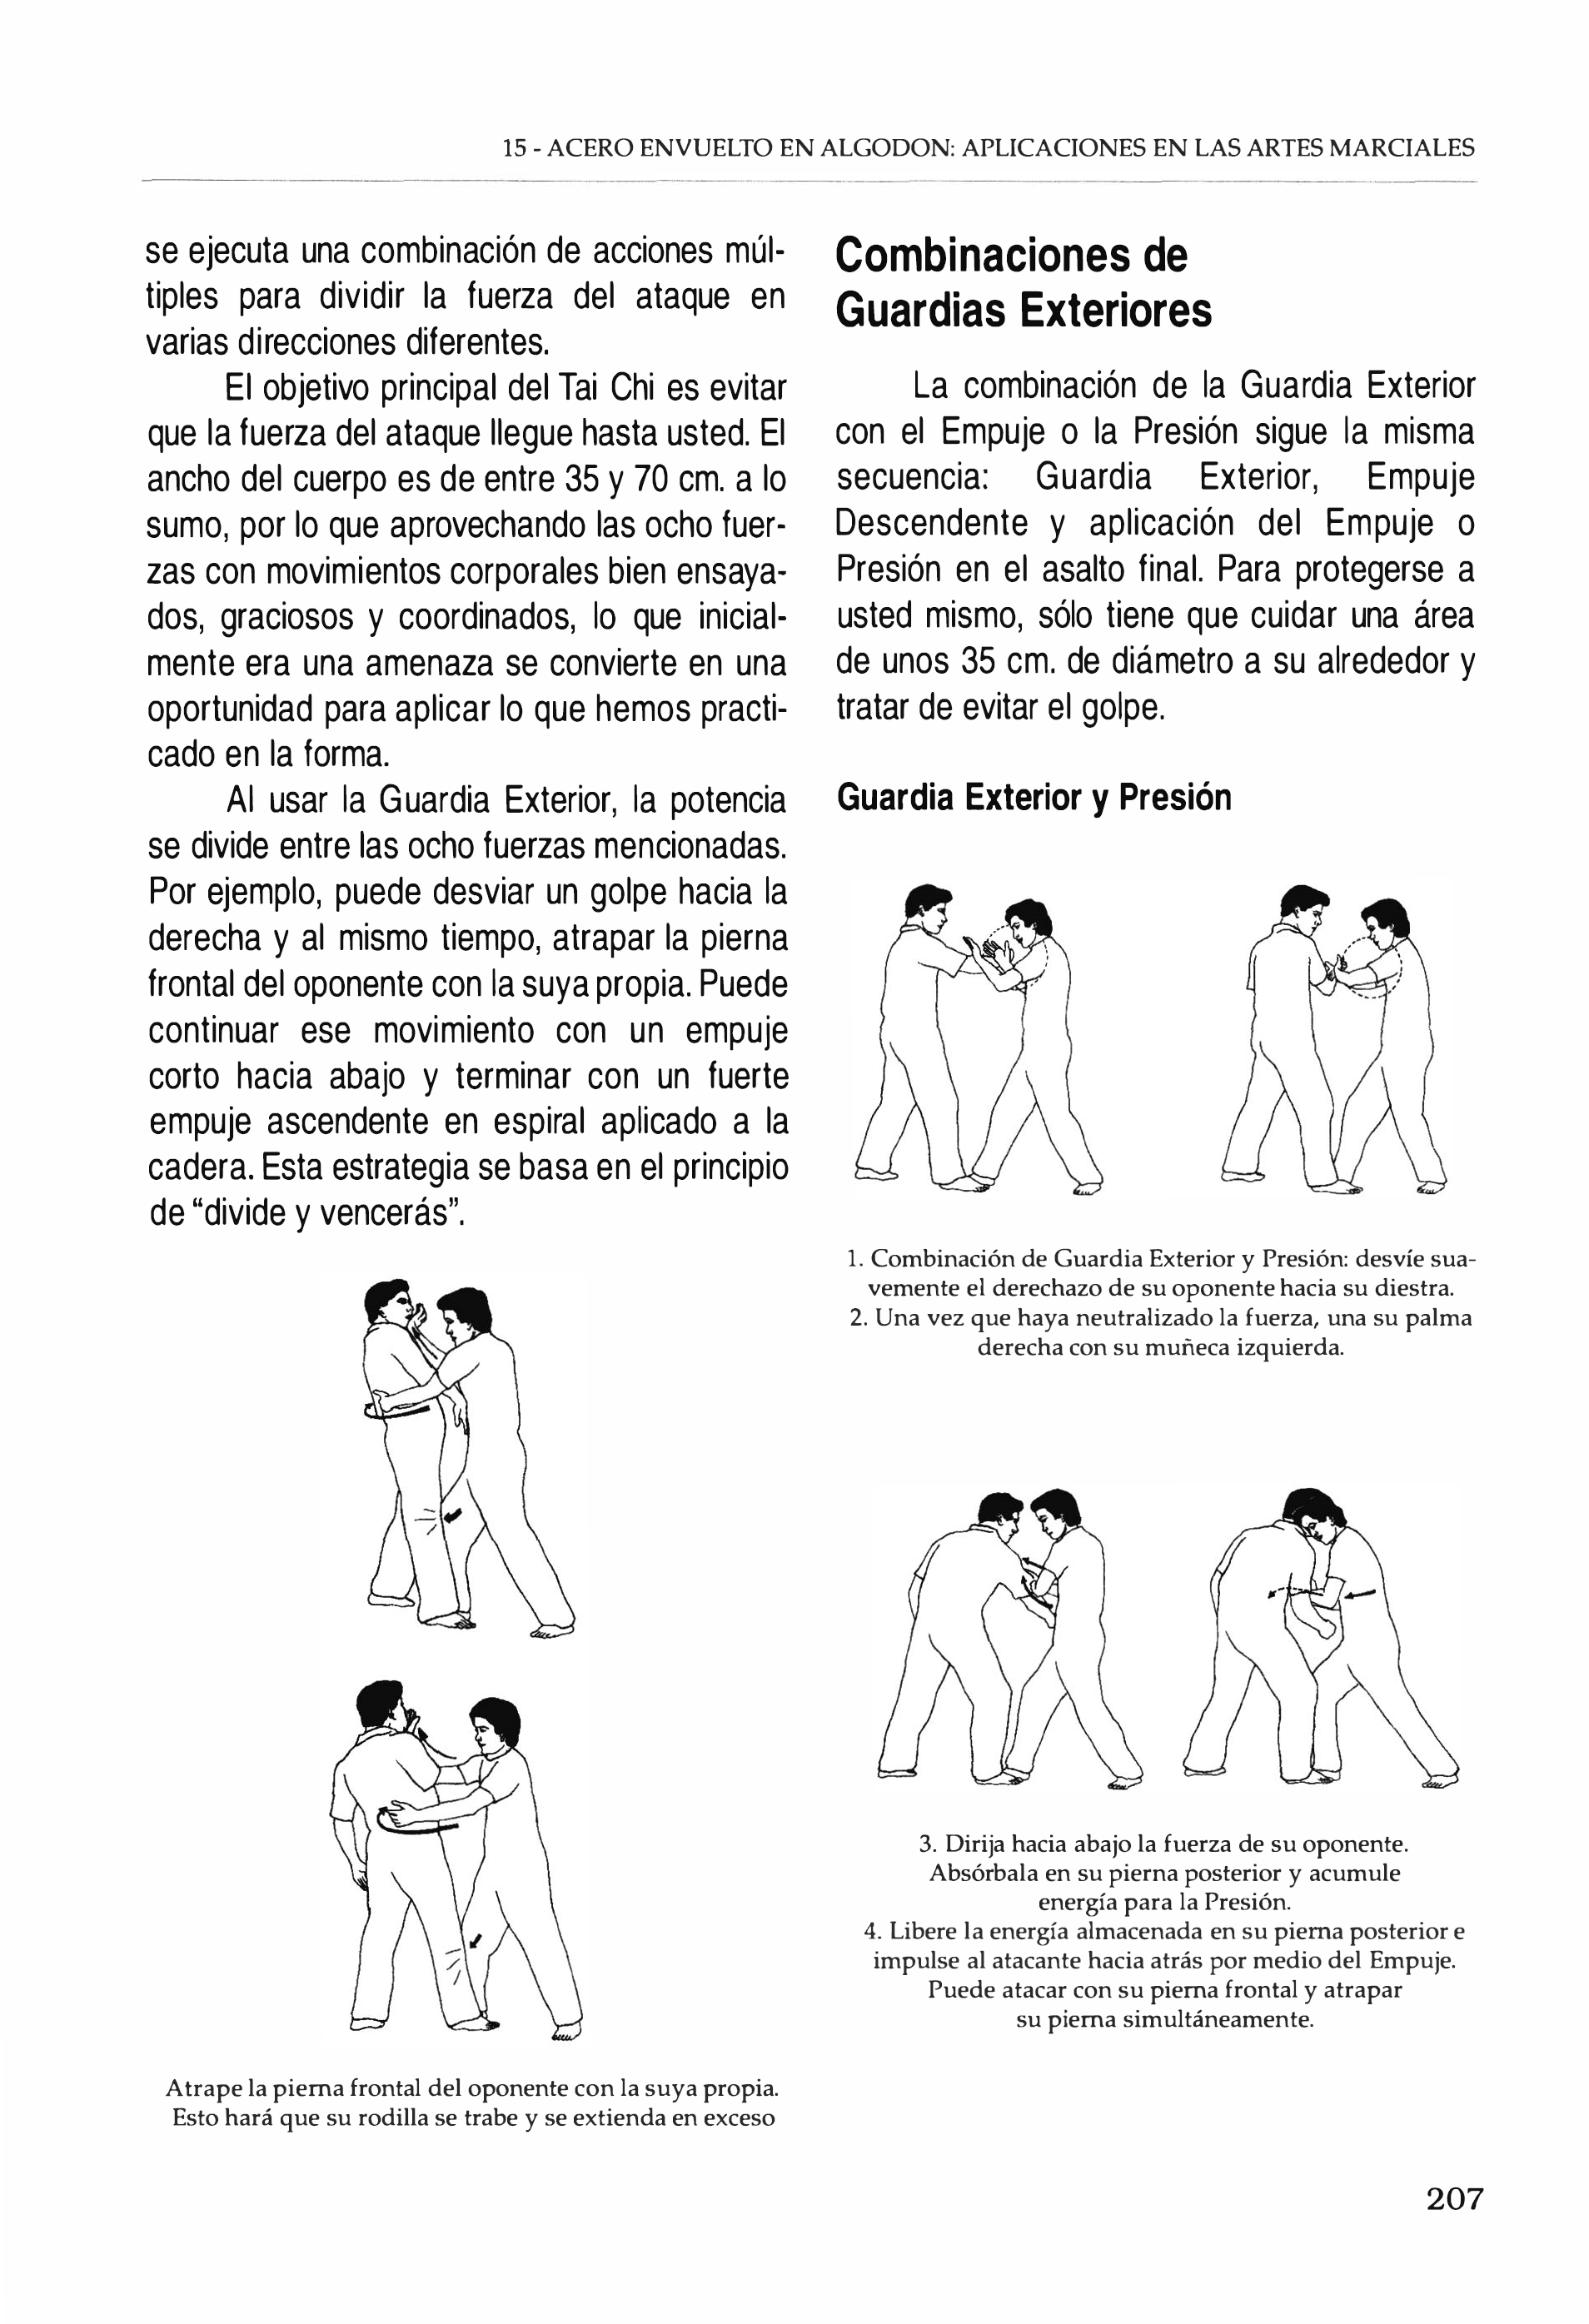 15 - ACERO ENVUELTO EN ALGODON: APLICACIONES EN LAS ARTES MARCIALES
se ejecuta una combinación de acciones múl-
tiples para dividir la fuerza del ataque en
varias direcciones diferentes.
El objetivo principal del Tai Chi es evitar
que la fuerza del ataque llegue hasta usted. El
ancho del cuerpo es de entre 35 y 70 cm. a lo
sumo, por lo que aprovechando las ocho fuer-
zas con movimientos corporales bien ensaya-
dos, graciosos y coordinados, lo que inicial-
mente era una amenaza se convierte en una
oportunidad para aplicar lo que hemos practi-
cado en la forma.
Al usar la Guardia Exterior, la potencia
se divide entre las ocho fuerzas mencionadas.
Por ejemplo, puede desviar un golpe hacia la
derecha y al mismo tiempo, atrapar la pierna
frontal del oponente con la suya propia. Puede
continuar ese movimiento con un empuje
corto hacia abajo y terminar con un fuerte
empuje ascendente en espiral aplicado a la
cadera. Esta estrategia se basa en el principio
de “divide y vencerás”.
Atrape la pierna frontal del oponente con la suya propia.
Esto hará que su rodilla se trabe y se extienda en exceso
Combinaciones de
Guardias Exteriores
La combinación de la Guardia Exterior
con el Empuje o la Presión sigue la misma
secuencia: Guardia Exterior, Empuje
Descendente y aplicación del Empuje o
Presión en el asalto final. Para protegerse a
usted mismo, sólo tiene que cuidar una área
de unos 35 cm. de diámetro a su alrededor y
tratar de evitar el golpe.
Guardia Exterior y Presión
1. Combinación de Guardia Exterior y Presión: desvíe sua-
vemente el derechazo de su oponente hacia su diestra.
2. Una vez que haya neutralizado la fuerza, una su palma
derecha con su muñeca izquierda.
3. Dirija hacia abajo la fuerza de su oponente.
Absórbala en su pierna posterior y acumule
energía para la Presión.
4. Libere la energía almacenada en su pierna posterior e
impulse al atacante hacia atrás por medio del Empuje.
Puede atacar con su pierna frontal y atrapar
su pierna simultáneamente.
207